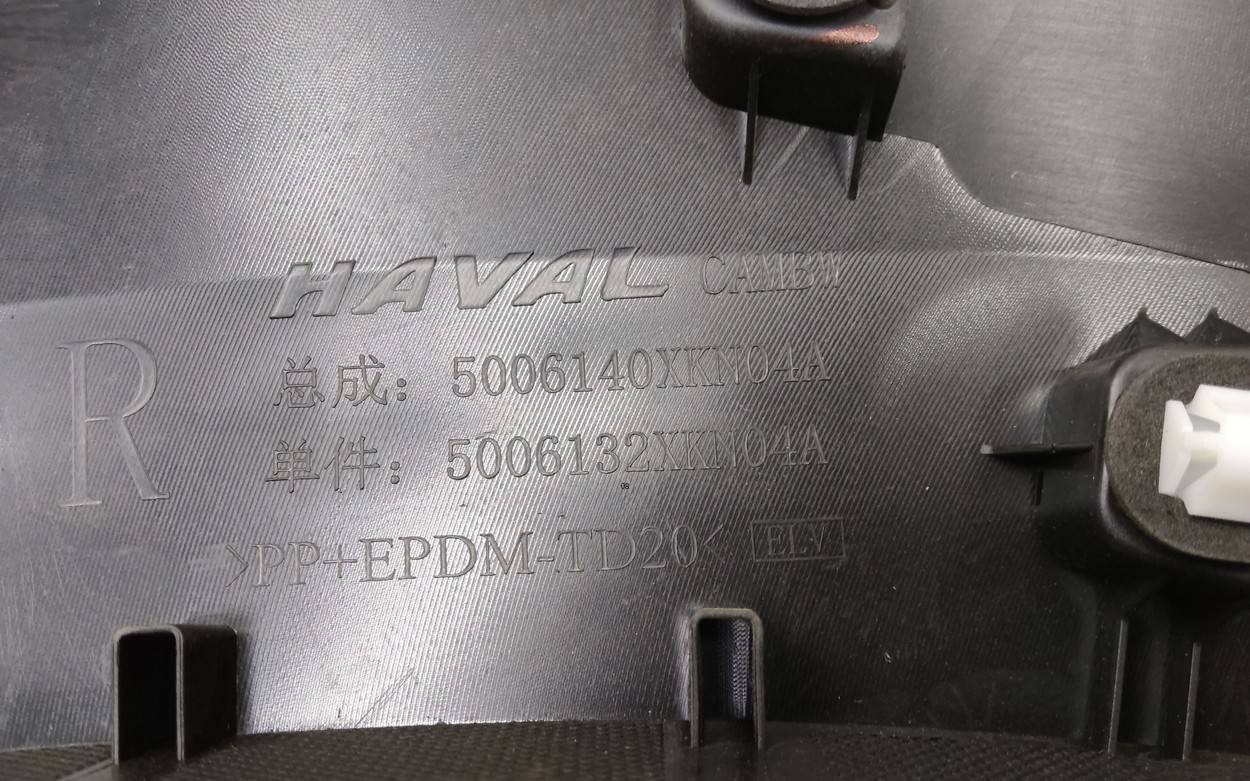 HAVAL CAMBW
R
总成：5006140XKN04A
单件：5006132XKN04A
>PP+EPDM-TD20< ELV